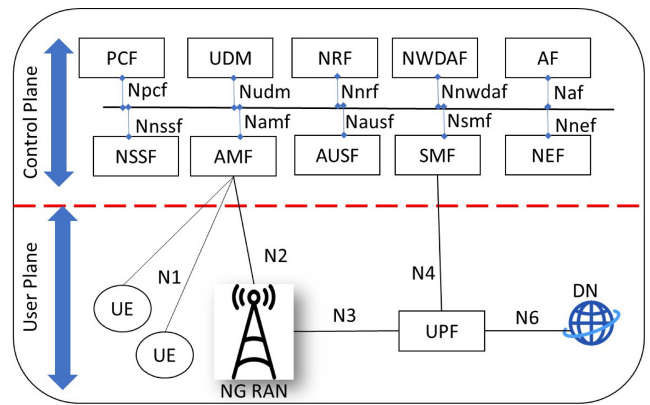 Control Plane
PCF
UDM
NRF
NWDAF
AF
Npcf
Nudm
Nnrf
Nnwdaf
Naf
Nnssf
Namf
Nausf
Nsmf
Nnef
NSSF
AMF
AUSF
SMF
NEF
User Plane
N1
N2
N4
UE
UE
N3
UPF
N6
DN
NG RAN